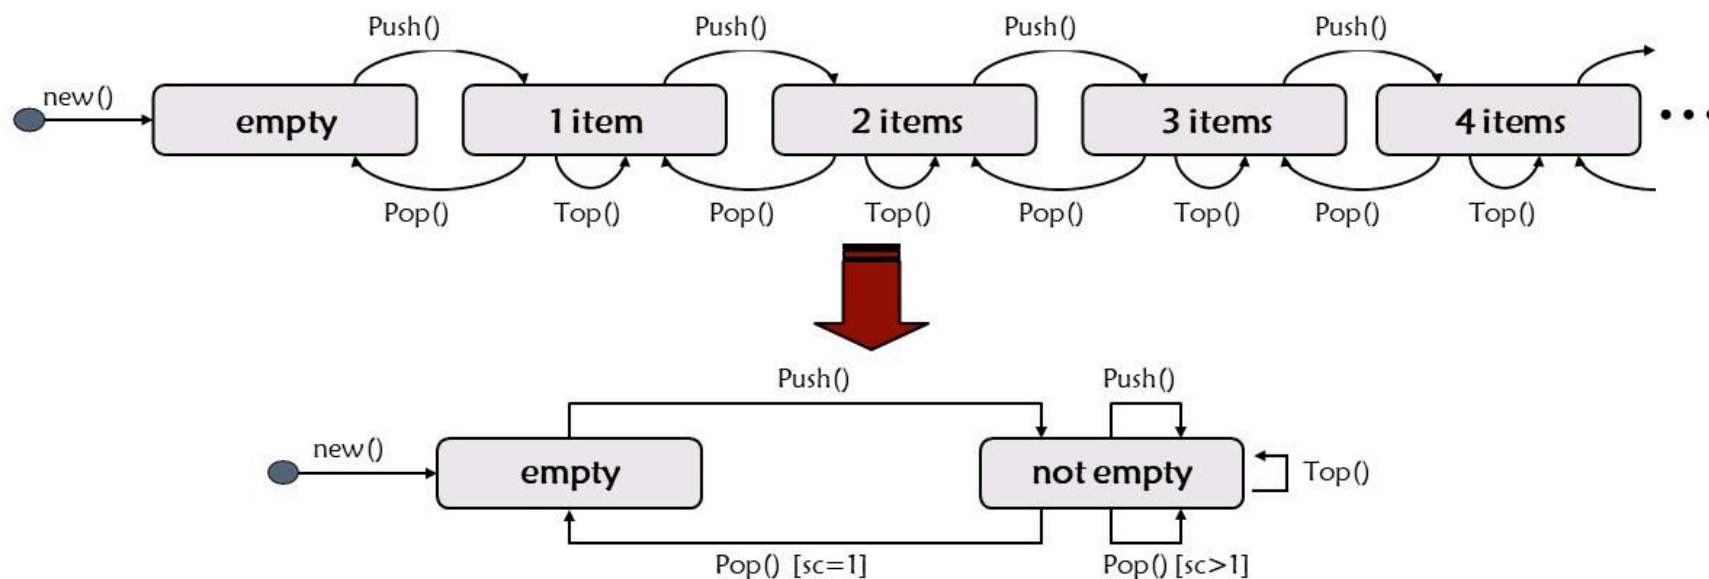 Push() Push() Push() Push()
new()
empty 1 item 2 items 3 items 4 items •••
Pop() Top() Pop() Top() Pop() Top() Pop() Top()
Push() Push()
new()
empty not empty Top()
Pop() [sc=1] Pop() [sc>1]